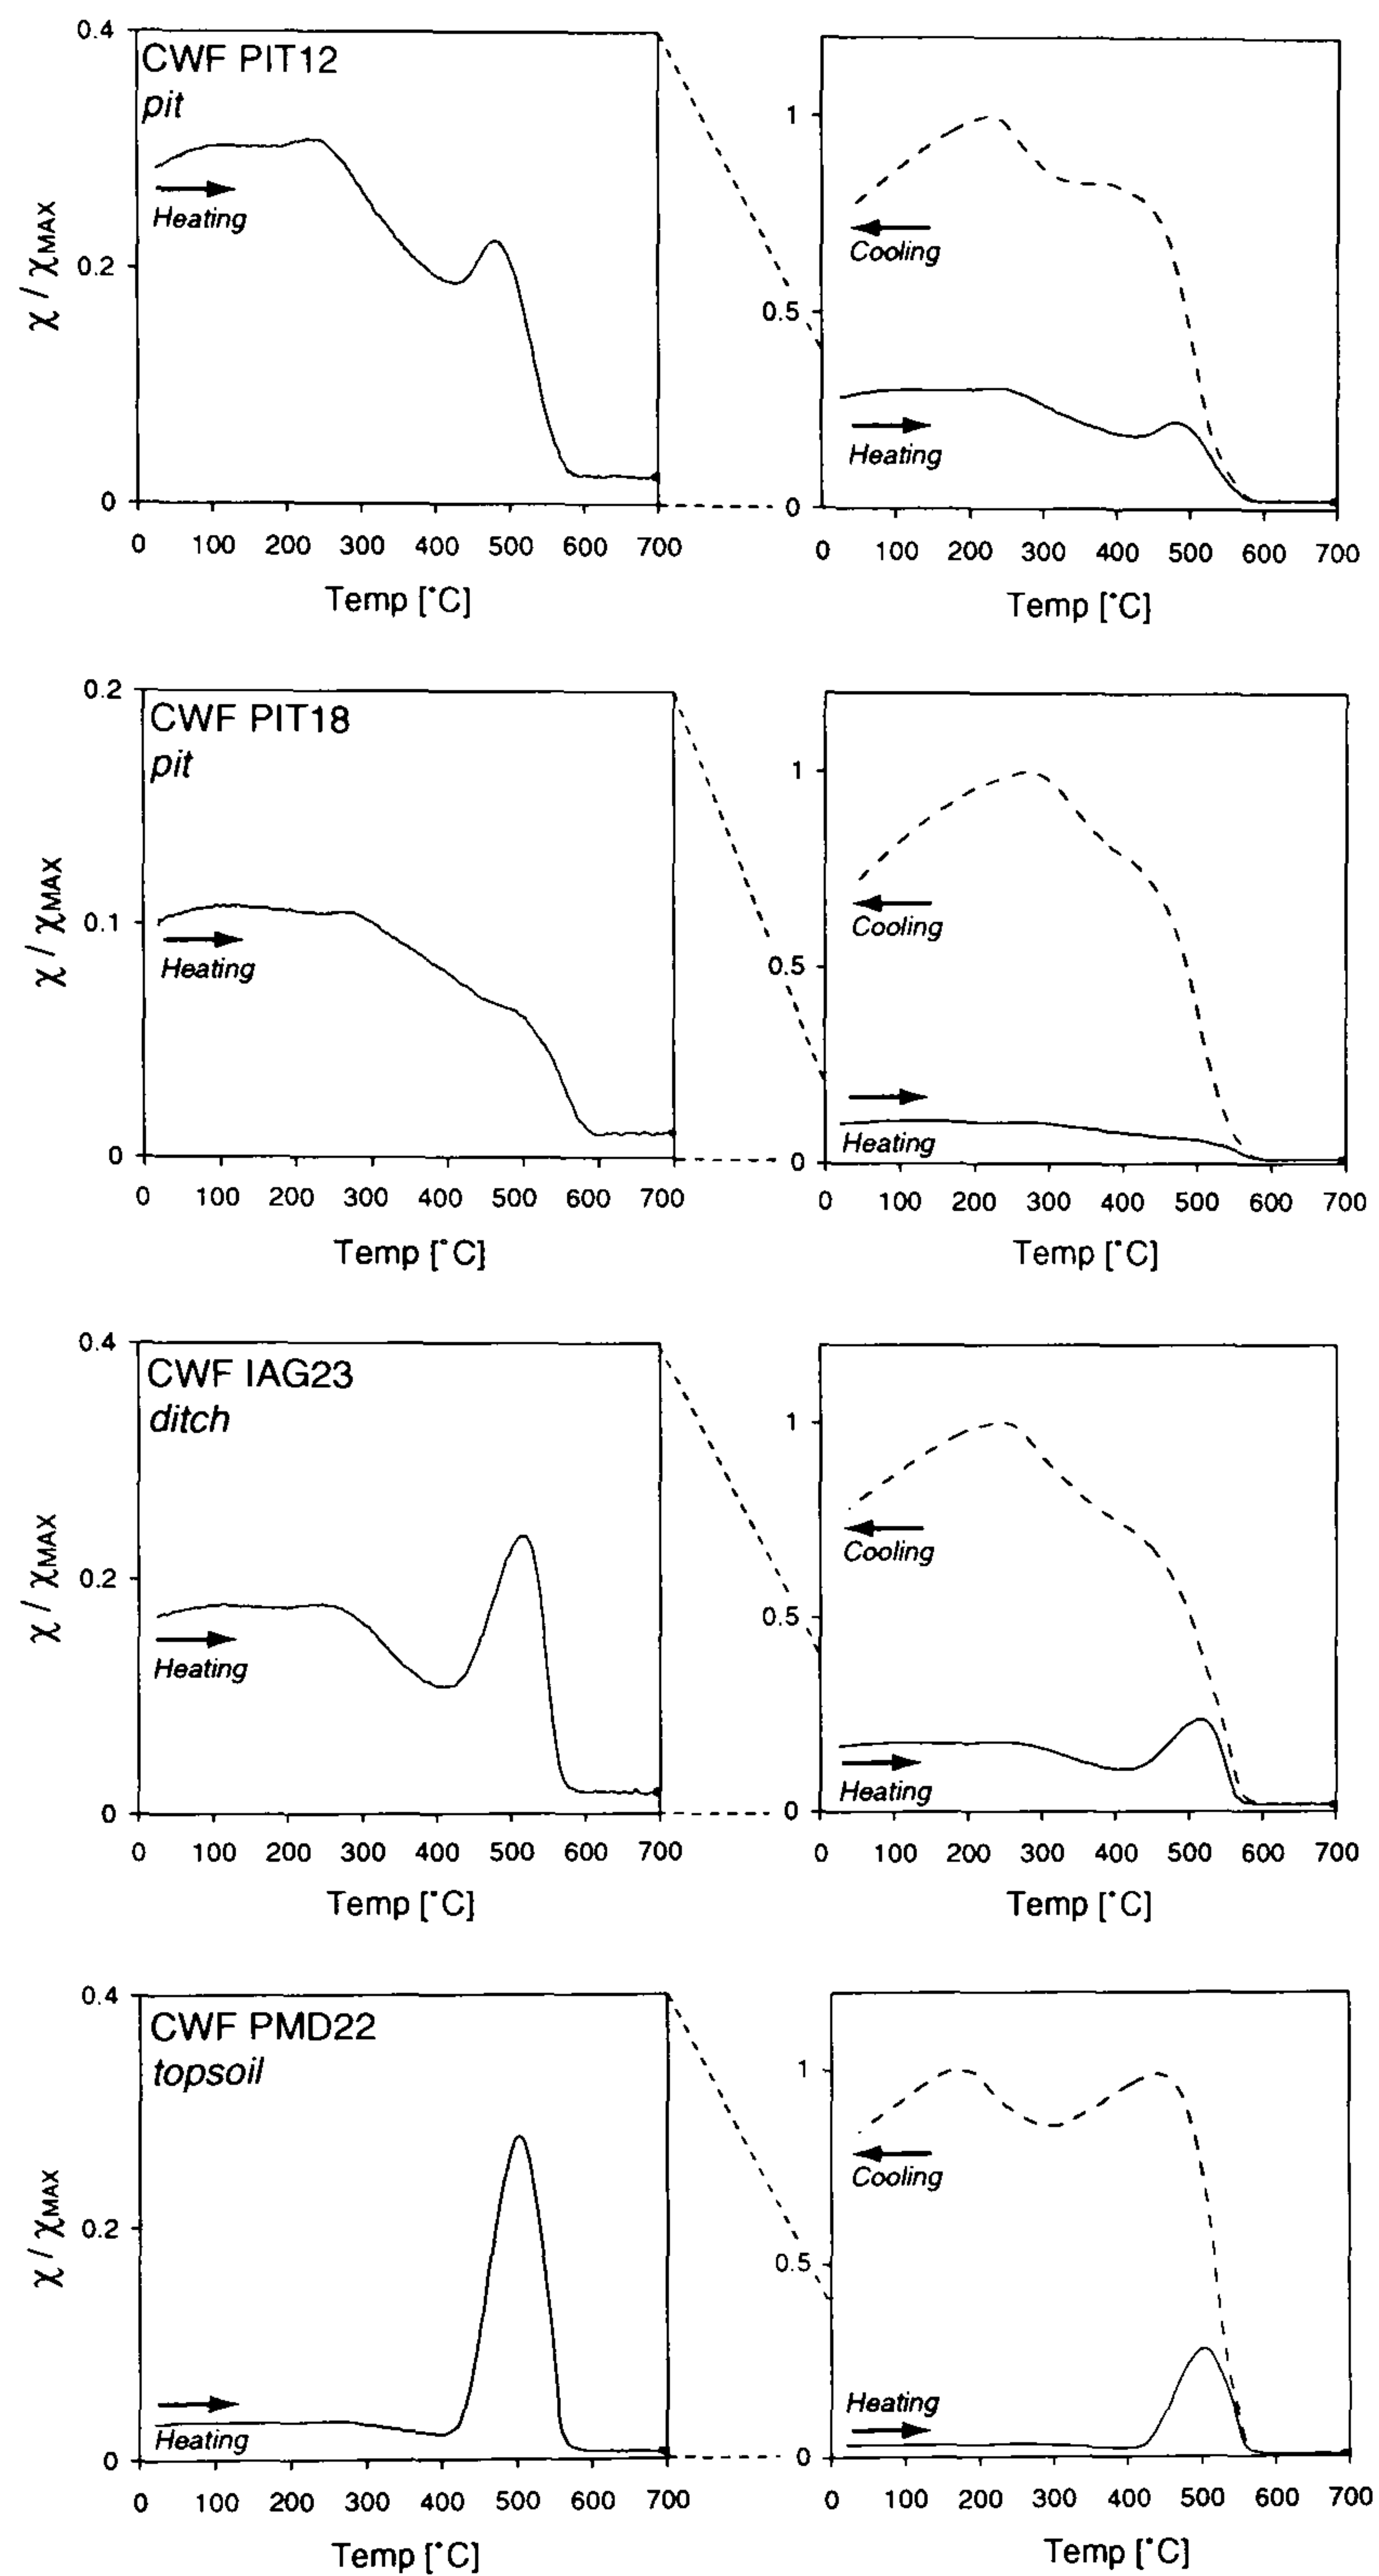 0.4
CWF PIT12
pit
1
Heating
Cooling
χ / χMAX
0.2
0.5
Heating
0
0
0 100 200 300 400 500 600 700
0 100 200 300 400 500 600 700
Temp [°C]
Temp [°C]
0.2
CWF PIT18
pit
1
χ / χMAX
0.1
Cooling
Heating
0.5
Heating
0
0
0 100 200 300 400 500 600 700
0 100 200 300 400 500 600 700
Temp [°C]
Temp [°C]
0.4
CWF IAG23
ditch
1
χ / χMAX
Cooling
0.2
0.5
Heating
Heating
0
0
0 100 200 300 400 500 600 700
0 100 200 300 400 500 600 700
Temp [°C]
Temp [°C]
0.4
CWF PMD22
topsoil
1
Cooling
χ / χMAX
0.2
0.5
Heating
Heating
0
0
0 100 200 300 400 500 600 700
0 100 200 300 400 500 600 700
Temp [°C]
Temp [°C]